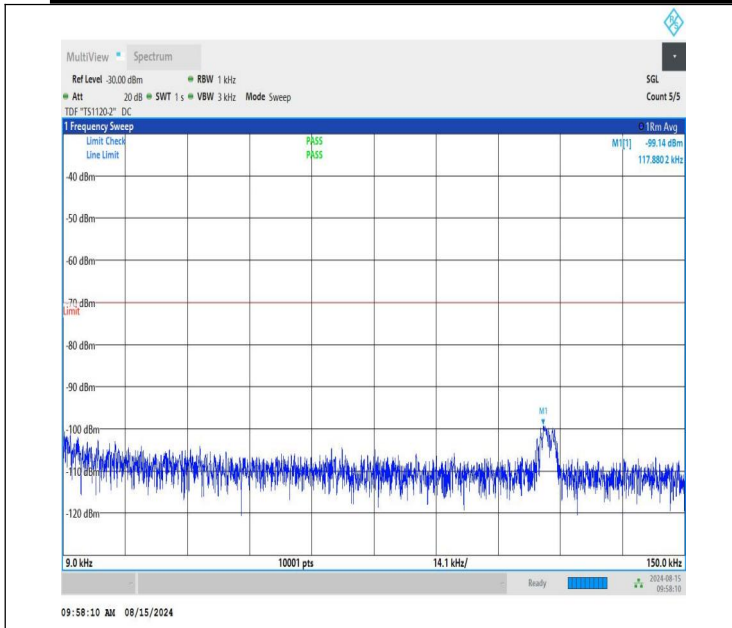 MultiView Spectrum
Ref Level -30.00 dBm RBW 1 kHz SGL
Att 20 dB SWT 1 s VBW 3 kHz Mode Sweep Count 5/5
TDF "TS1120-2" DC
1 Frequency Sweep 1Rm Avg
Limit Check PASS M1[1] -99.14 dBm
Line Limit PASS 117.880 2 kHz
-40 dBm
-50 dBm
-60 dBm
-70 dBm
Limit
-80 dBm
-90 dBm
M1
-100 dBm
-110 dBm
-120 dBm
9.0 kHz 10001 pts 14.1 kHz/ 150.0 kHz
Ready 2024-08-15
09:58:10
09:58:10 AM 08/15/2024